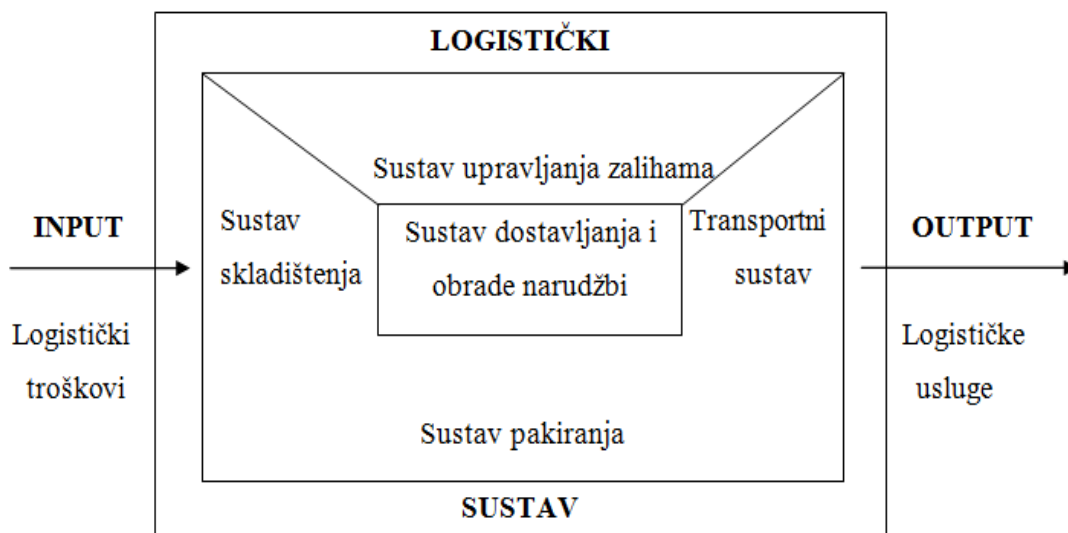 LOGISTIČKI
Sustav upravljanja zalihama
INPUT
Sustav
skladištenja
Sustav dostavljanja i
obrade narudžbi
Transportni
sustav
OUTPUT
Logistički
troškovi
Logističke
usluge
Sustav pakiranja
SUSTAV